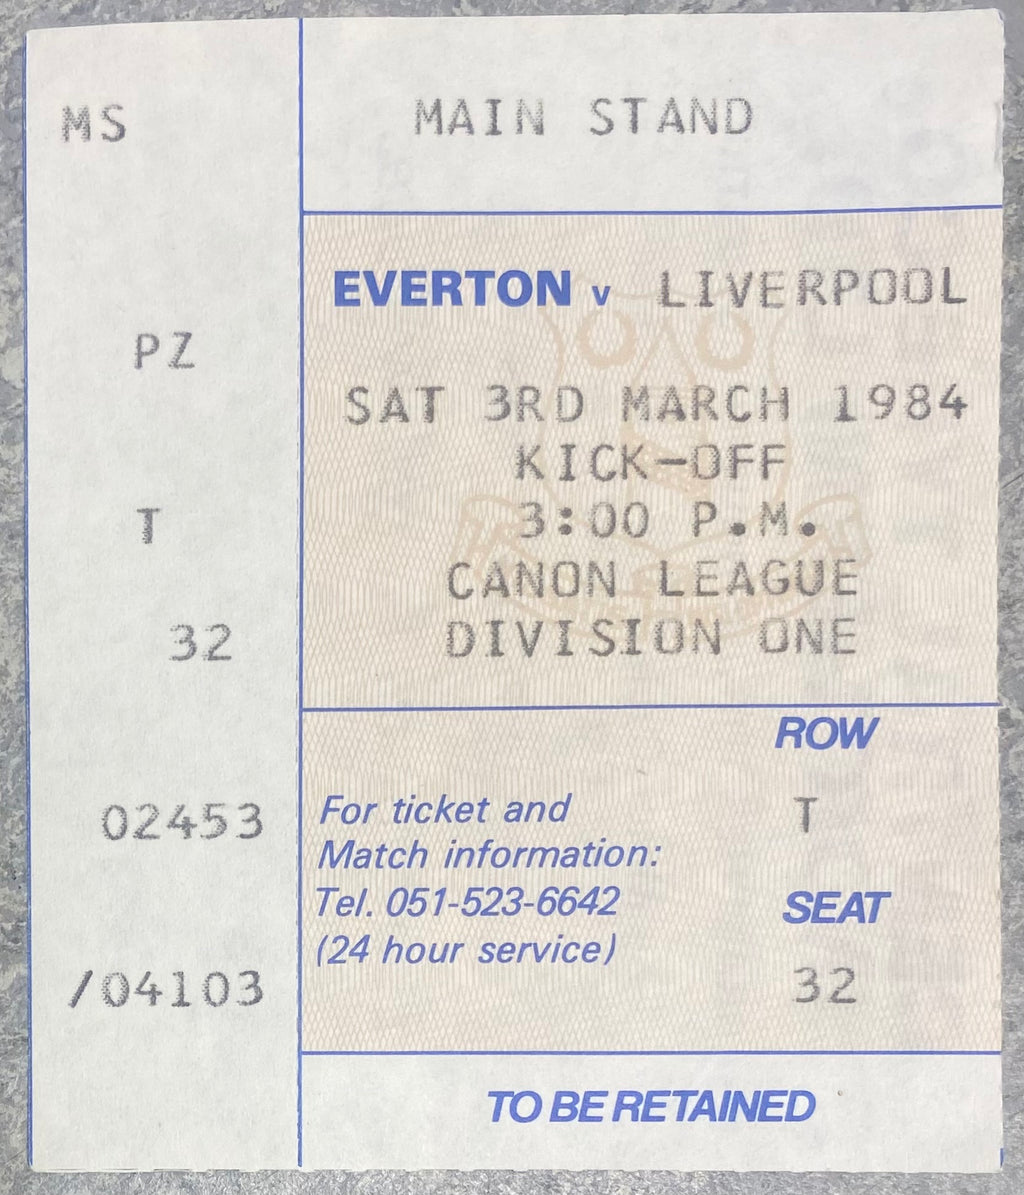 MS
PZ
T
32
02453
/04103
MAIN STAND
EVERTON v LIVERPOOL
SAT 3RD MARCH 1984
KICK-OFF
3:00 P.M.
CANON LEAGUE
DIVISION ONE
For ticket and
Match information:
Tel. 051-523-6642
(24 hour service)
ROW
T
SEAT
32
TO BE RETAINED